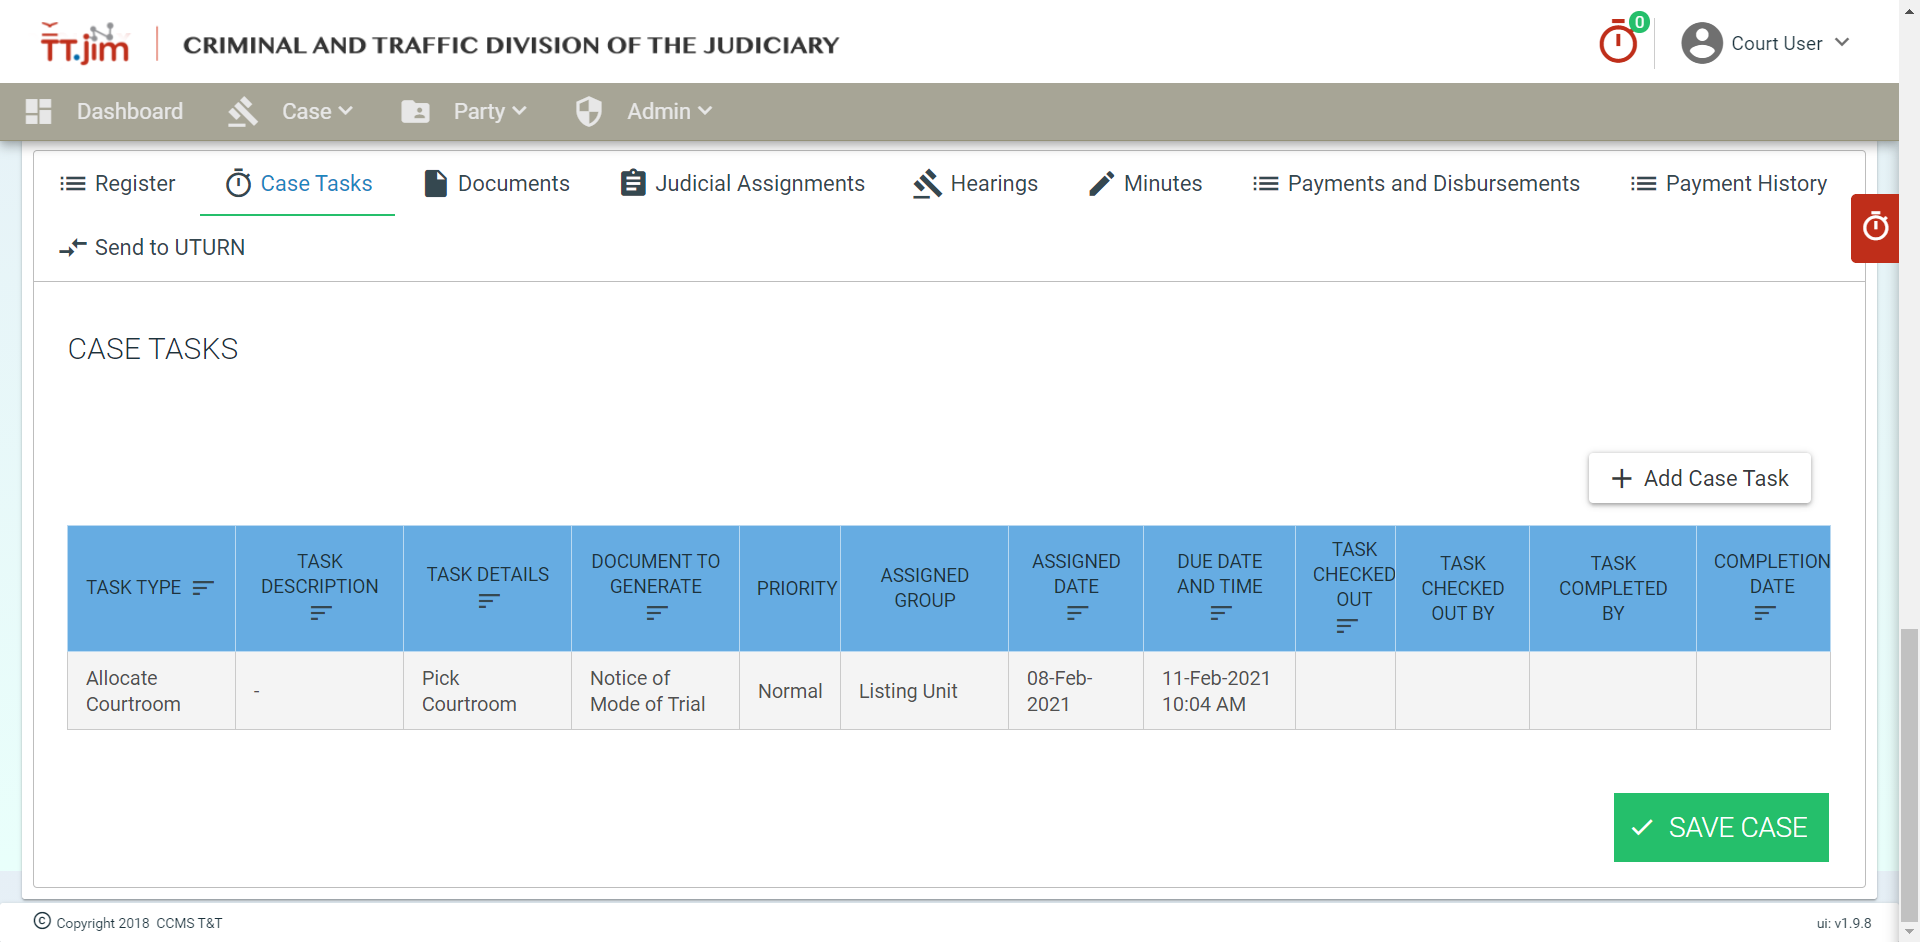 TT.jim
CRIMINAL AND TRAFFIC DIVISION OF THE JUDICIARY
0
Court User
Dashboard
Case
Party
Admin
Register
Case Tasks
Documents
Judicial Assignments
Hearings
Minutes
Payments and Disbursements
Payment History
Send to UTURN
CASE TASKS
Add Case Task
TASK TYPE
TASK
DESCRIPTION
TASK DETAILS
DOCUMENT TO
GENERATE
PRIORITY
ASSIGNED
GROUP
ASSIGNED
DATE
DUE DATE
AND TIME
TASK
CHECKED
OUT
TASK
CHECKED
OUT BY
TASK
COMPLETED
BY
COMPLETION
DATE
Allocate
Courtroom
-
Pick
Courtroom
Notice of
Mode of Trial
Normal
Listing Unit
08-Feb-
2021
11-Feb-2021
10:04 AM
SAVE CASE
© Copyright 2018 CCMS T&T
ui: v1.9.8